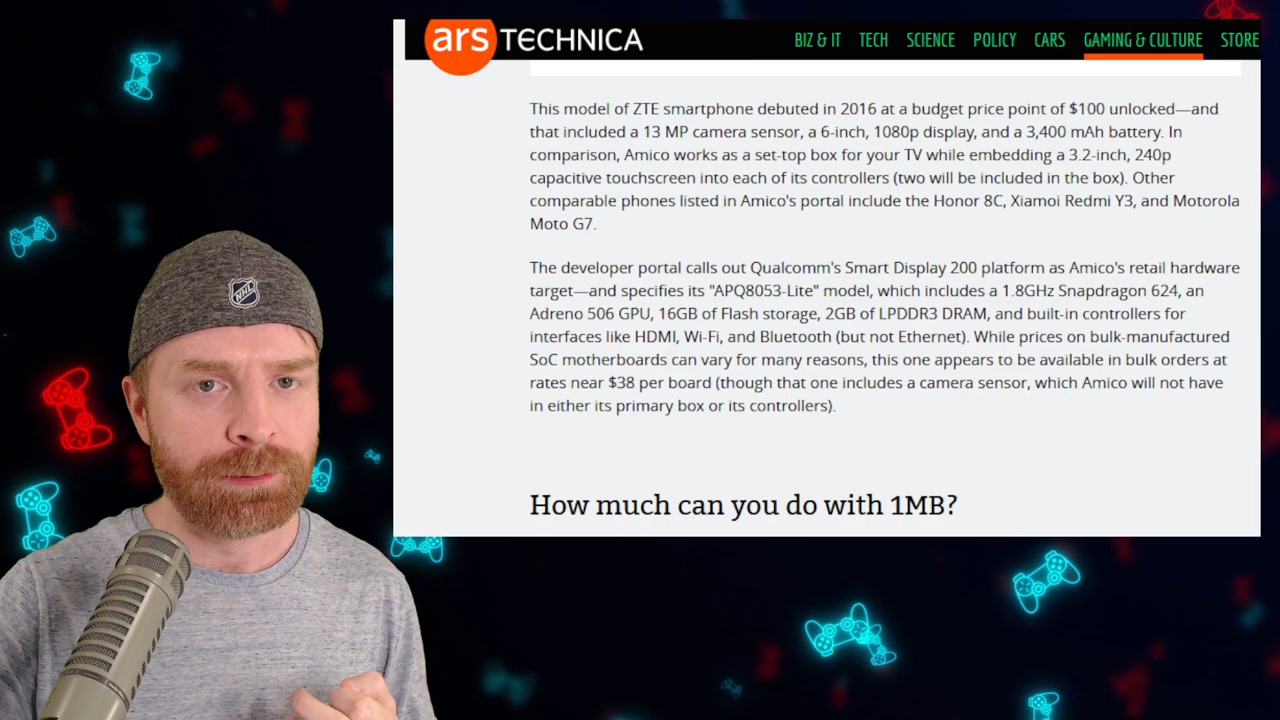 ars TECHNICA
BIZ & IT TECH SCIENCE POLICY CARS GAMING & CULTURE STORE
This model of ZTE smartphone debuted in 2016 at a budget price point of $100 unlocked—and
that included a 13 MP camera sensor, a 6-inch, 1080p display, and a 3,400 mAh battery. In
comparison, Amico works as a set-top box for your TV while embedding a 3.2-inch, 240p
capacitive touchscreen into each of its controllers (two will be included in the box). Other
comparable phones listed in Amico's portal include the Honor 8C, Xiamoi Redmi Y3, and Motorola
Moto G7.
The developer portal calls out Qualcomm's Smart Display 200 platform as Amico's retail hardware
target—and specifies its "APQ8053-Lite" model, which includes a 1.8GHz Snapdragon 624, an
Adreno 506 GPU, 16GB of Flash storage, 2GB of LPDDR3 DRAM, and built-in controllers for
interfaces like HDMI, Wi-Fi, and Bluetooth (but not Ethernet). While prices on bulk-manufactured
SoC motherboards can vary for many reasons, this one appears to be available in bulk orders at
rates near $38 per board (though that one includes a camera sensor, which Amico will not have
in either its primary box or its controllers).
How much can you do with 1MB?
NHL